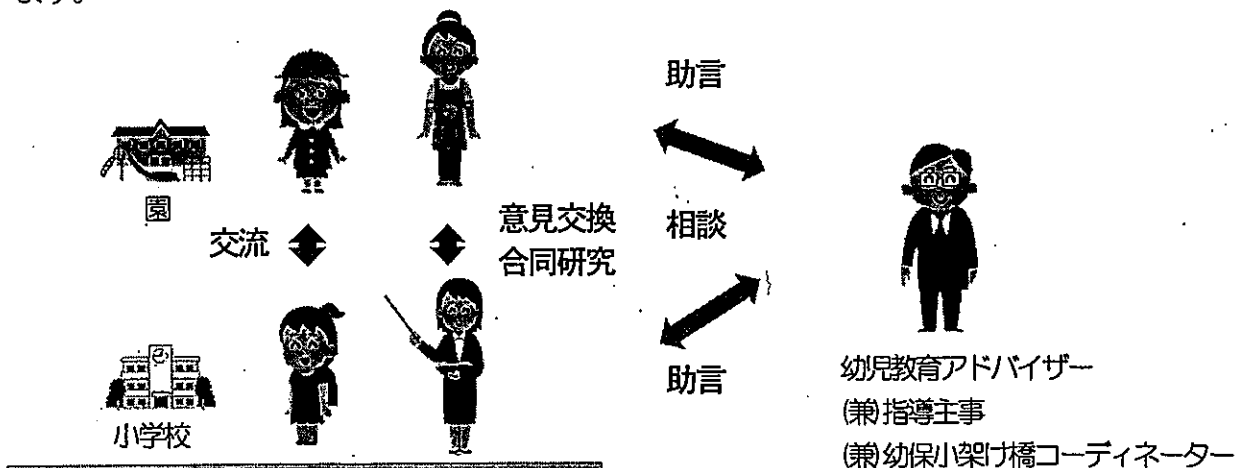 ます。
助言
園
交流
意見交換
合同研究
相談
小学校
助言
幼児教育アドバイザー
(兼)指導主事
(兼)幼保小架け橋コーディネーター